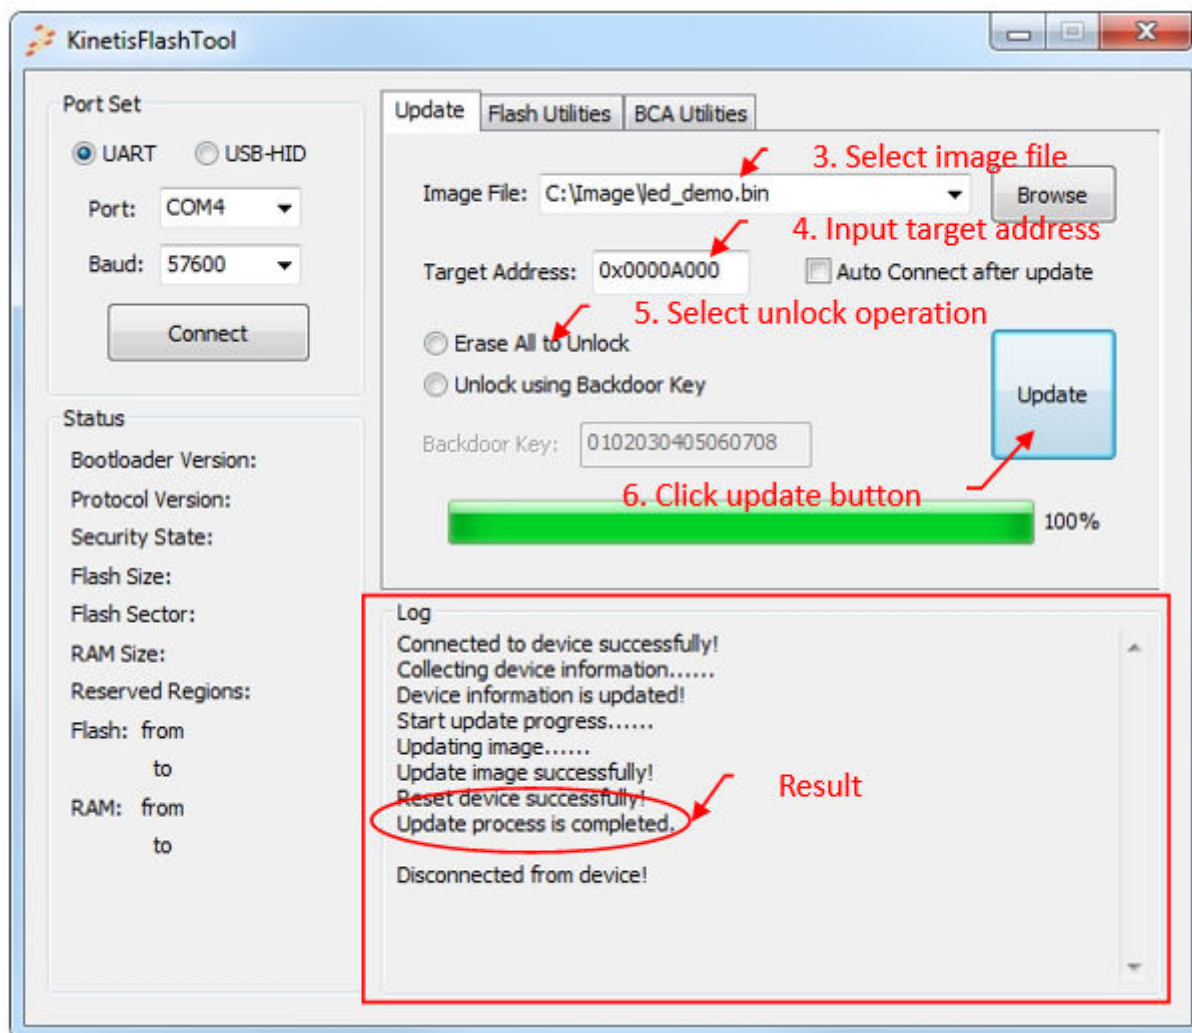 KinetisFlashTool
Port Set
UART USB-HID
Port: COM4
Baud: 57600
Connect
Status
Bootloader Version:
Protocol Version:
Security State:
Flash Size:
Flash Sector:
RAM Size:
Reserved Regions:
Flash: from
to
RAM: from
to
Update Flash Utilities BCA Utilities
3. Select image file
Image File: C:\Image\led_demo.bin Browse
4. Input target address
Target Address: 0x0000A000 Auto Connect after update
5. Select unlock operation
Erase All to Unlock
Unlock using Backdoor Key
Update
Backdoor Key: 0102030405060708
6. Click update button
100%
Log
Connected to device successfully!
Collecting device information......
Device information is updated!
Start update progress......
Updating image......
Update image successfully!
Reset device successfully!
Update process is completed.
Result
Disconnected from device!